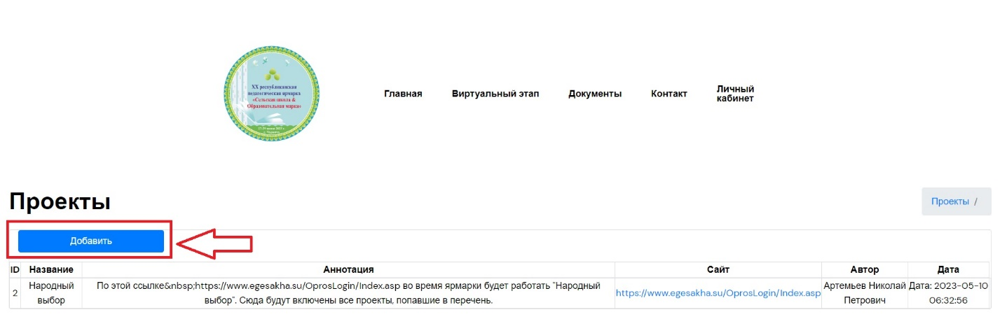 XX республиканская
педагогическая ярмарка
«Сельская школа &
Образовательная марка»
Главная
Виртуальный этап
Документы
Контакт
Личный
кабинет
Проекты
Проекты /
Добавить
ID Название Аннотация Сайт Автор Дата
2
Народный
выбор
По этой ссылке&nbsp;https://www.egesakha.su/OprosLogin/Index.asp во время ярмарки будет работать "Народный
выбор". Сюда будут включены все проекты, попавшие в перечень.
https://www.egesakha.su/OprosLogin/Index.asp
Артемьев Николай
Петрович
Дата: 2023-05-10
06:32:56